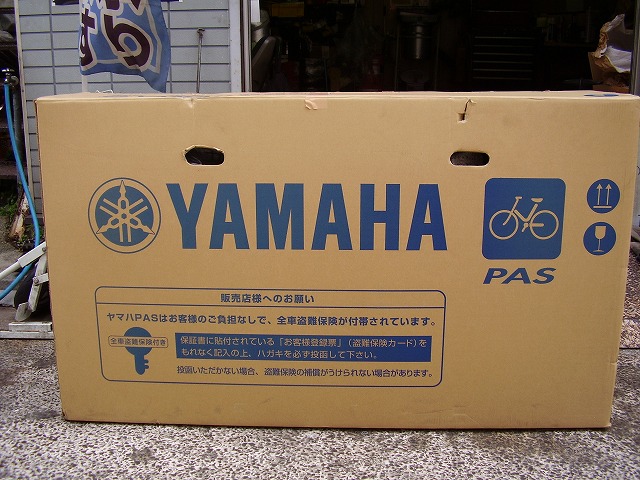 YAMAHA
PAS
販売店様へのお願い
ヤマハPASはお客様のご負担なしで、全車盗難保険が付帯されています。
全車盗難保険付き
保証書に貼付されている「お客様登録票」(盗難保険カード)を
もれなく記入の上、ハガキを必ず投函して下さい。
投函いただかない場合、盗難保険の補償がうけられない場合があります。